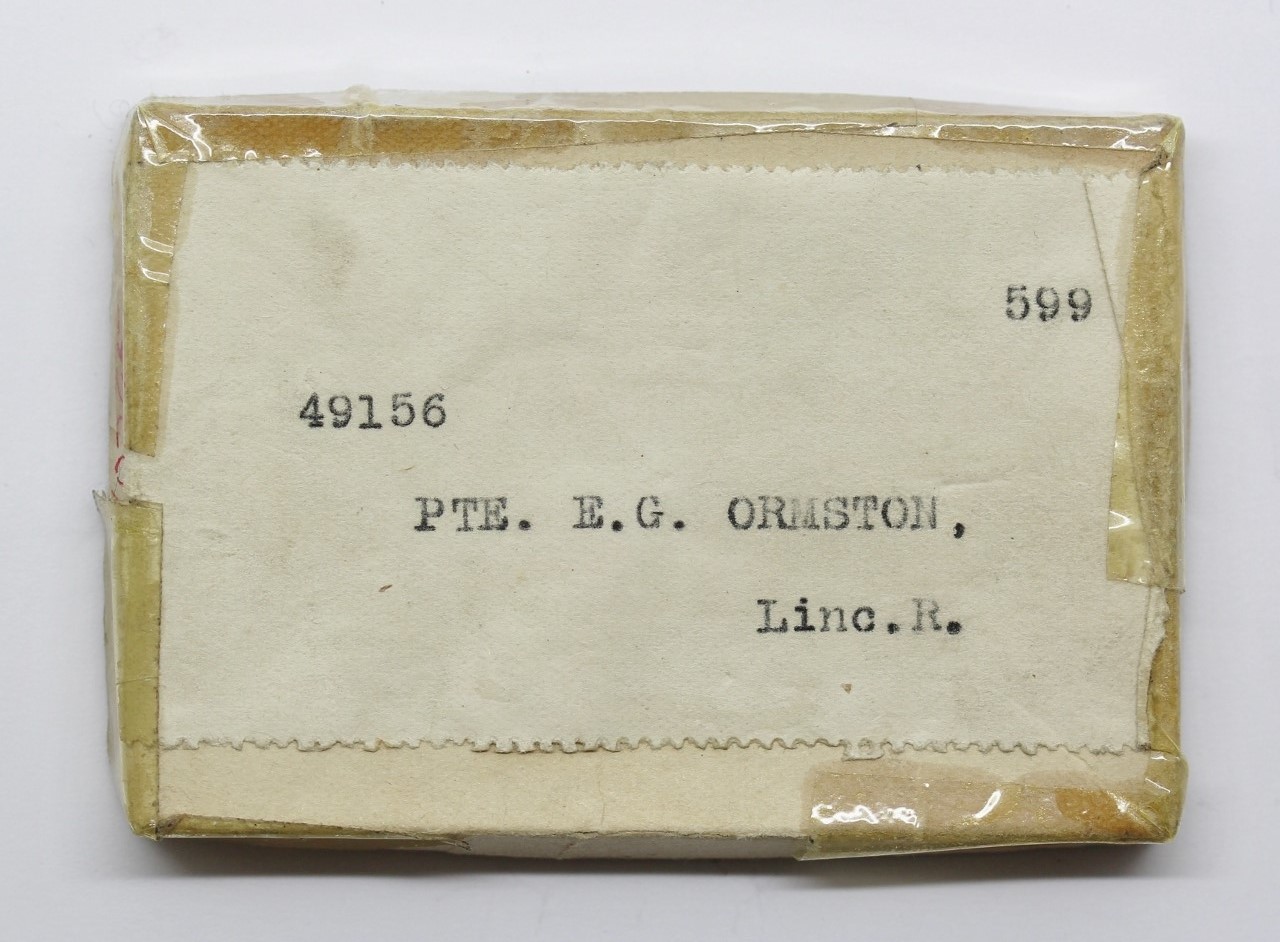 599
49156
PTE. E.G. ORMSTON,
Linc.R.